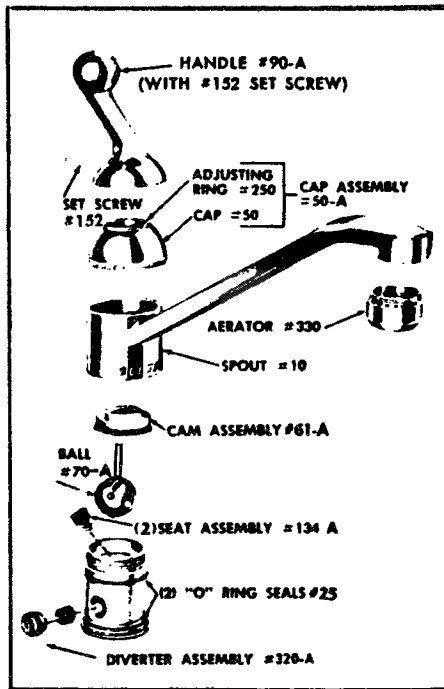 HANDLE #90-A
(WITH #152 SET SCREW)
ADJUSTING
RING #250
SET SCREW
#152
CAP #50
CAP ASSEMBLY
#50-A
AERATOR #330
SPOUT #10
CAM ASSEMBLY #61-A
BALL
#70-A
(2) SEAT ASSEMBLY #134 A
(2) "O" RING SEALS #25
DIVERTER ASSEMBLY #320-A